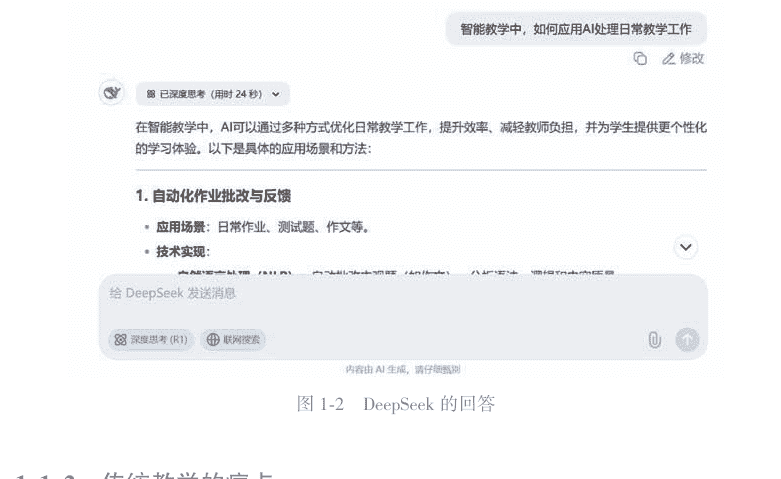 智能教学中，如何应用AI处理日常教学工作
修改
已深度思考（用时 24 秒）
在智能教学中，AI可以通过多种方式优化日常教学工作，提升效率、减轻教师负担，并为学生提供更个性化
的学习体验。以下是具体的应用场景和方法：
1. 自动化作业批改与反馈
• 应用场景：日常作业、测试题、作文等。
• 技术实现：
给 DeepSeek 发送消息
深度思考 (R1) 联网搜索
内容由 AI 生成，请仔细甄别
图 1-2 DeepSeek 的回答